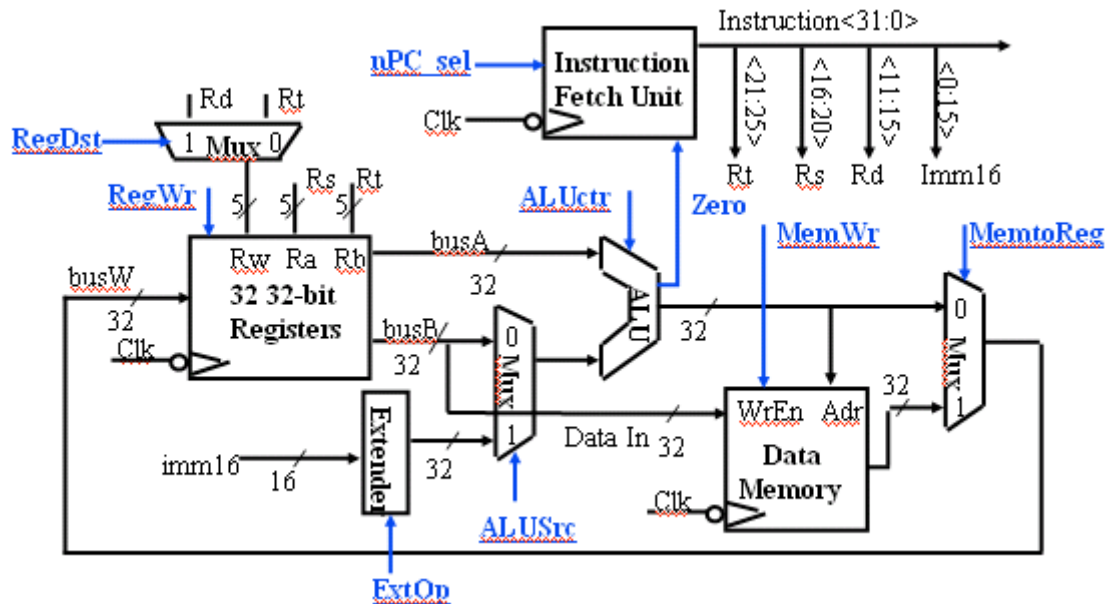 Instruction<31:0>
nPC_sel
Instruction
Fetch Unit
Clk
<21:25>
<16:20>
<11:15>
<0:15>
Rt
Rs
Rd
Imm16
Rd
Rt
RegDst
1 Mux 0
RegWr
5
5
Rs
5
Rt
ALUctr
Zero
MemWr
MemtoReg
busW
32
Rw Ra Rb
32 32-bit
Registers
Clk
busA
32
busB
32
0
Mux
1
ALU
32
0
Mux
1
WrEn Adr
Data
Memory
Clk
32
Data In
32
imm16
16
Extender
32
ALUSrc
ExtOp